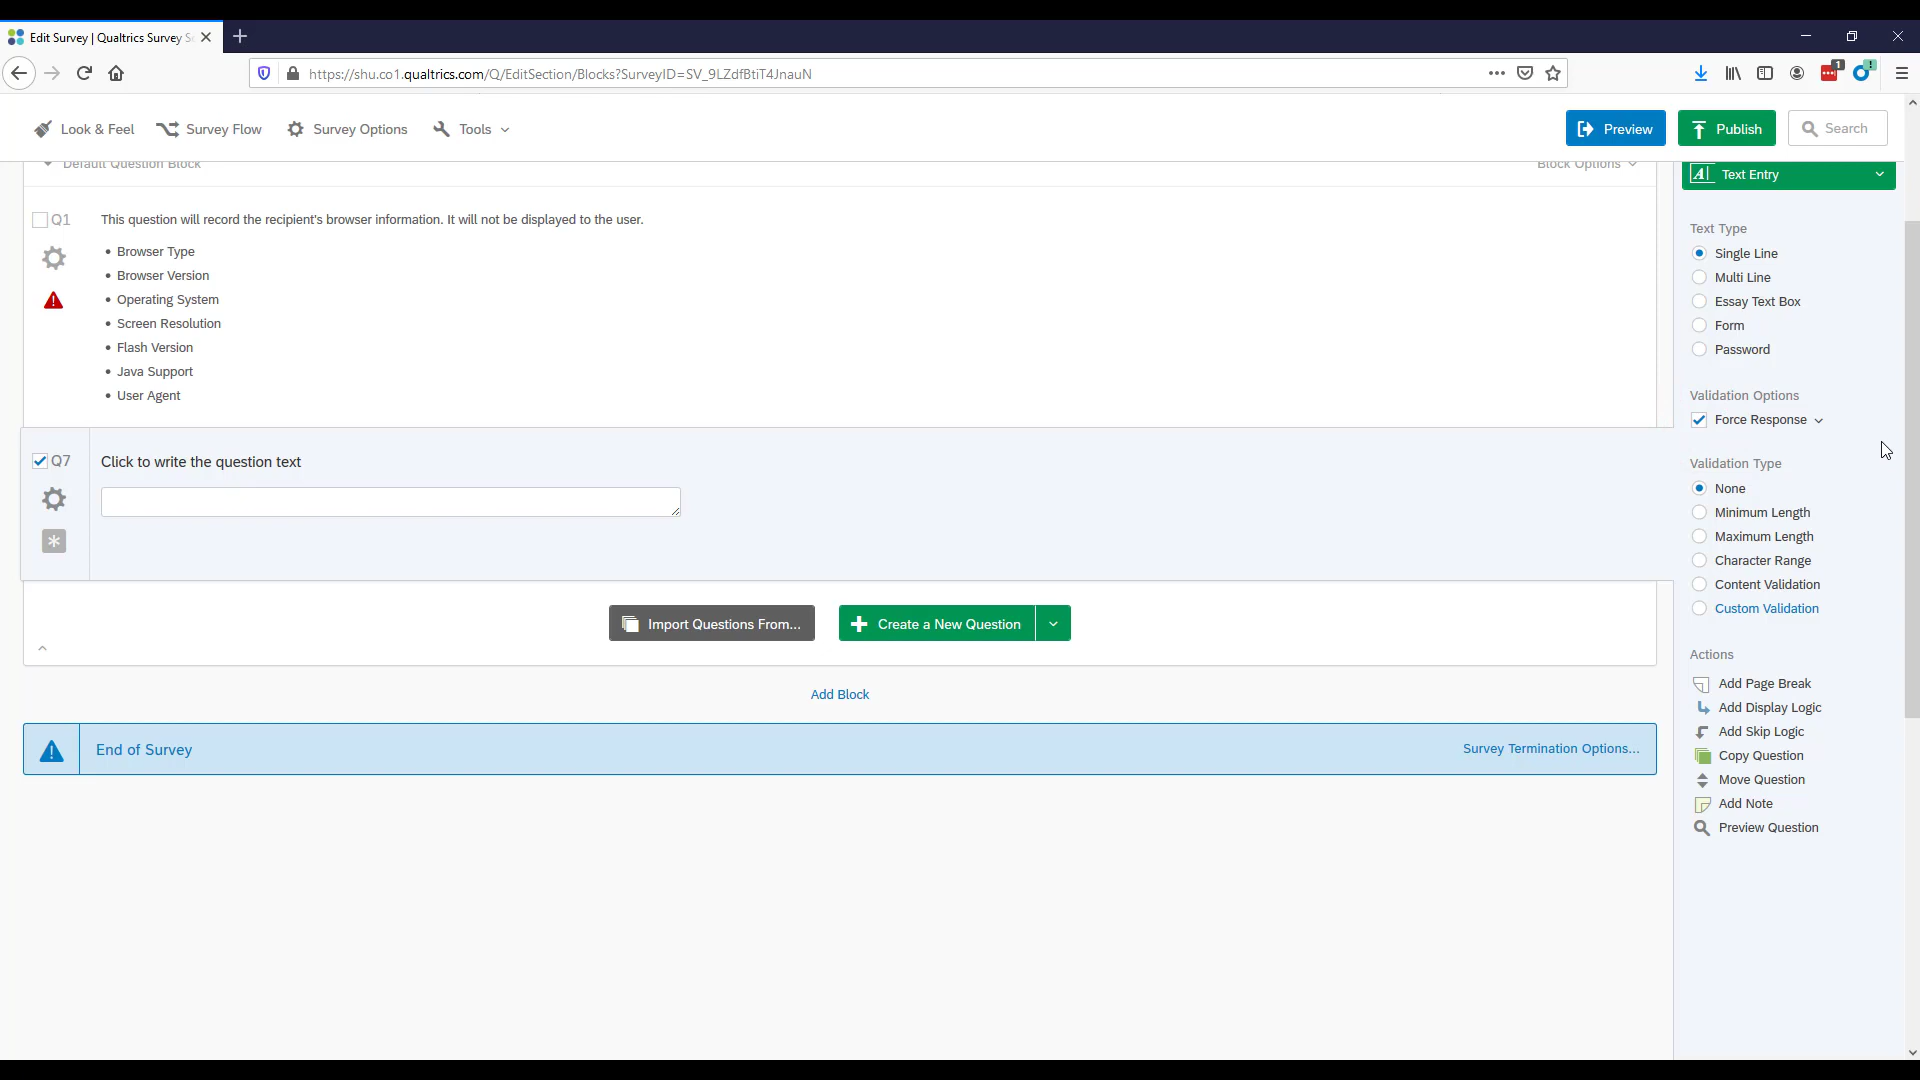 Edit Survey | Qualtrics Survey S
https://shu.co1.qualtrics.com/Q/EditSection/Blocks?SurveyID=SV_9LZdfBtiT4JnauN
1
!
Look & Feel
Survey Flow
Survey Options
Tools
Preview
Publish
Search
Default Question Block
Block Options
Q1
This question will record the recipient's browser information. It will not be displayed to the user.
• Browser Type
• Browser Version
• Operating System
• Screen Resolution
• Flash Version
• Java Support
• User Agent
Q7
Click to write the question text
Import Questions From...
Create a New Question
Add Block
End of Survey
Survey Termination Options...
Text Entry
Text Type
Single Line
Multi Line
Essay Text Box
Form
Password
Validation Options
Force Response
Validation Type
None
Minimum Length
Maximum Length
Character Range
Content Validation
Custom Validation
Actions
Add Page Break
Add Display Logic
Add Skip Logic
Copy Question
Move Question
Add Note
Preview Question